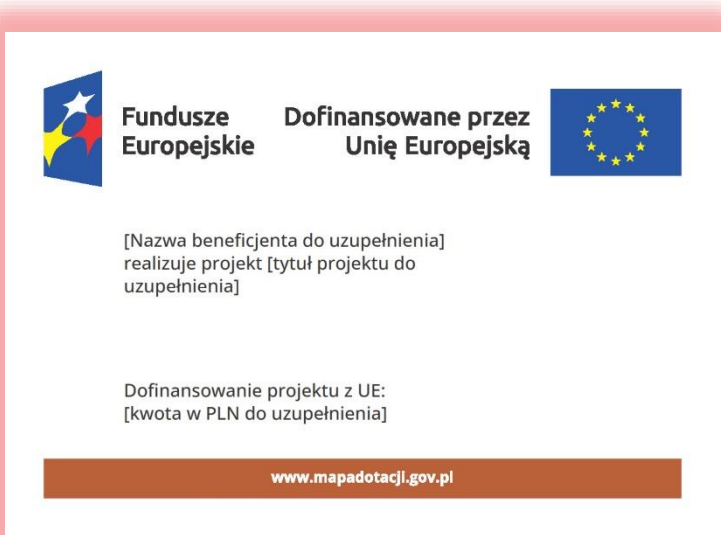 Fundusze
Europejskie
Dofinansowane przez
Unię Europejską
[Nazwa beneficjenta do uzupełnienia]
realizuje projekt [tytuł projektu do
uzupełnienia]
Dofinansowanie projektu z UE:
[kwota w PLN do uzupełnienia]
www.mapadotacji.gov.pl